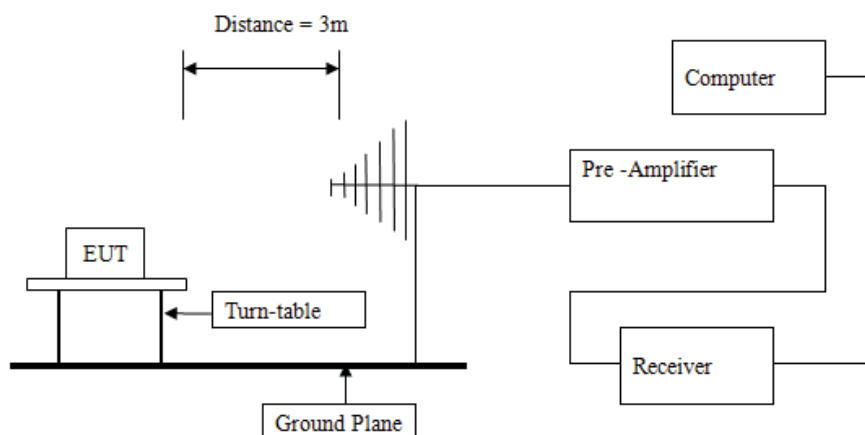 Distance = 3m
Computer
Pre -Amplifier
EUT
Turn-table
Receiver
Ground Plane